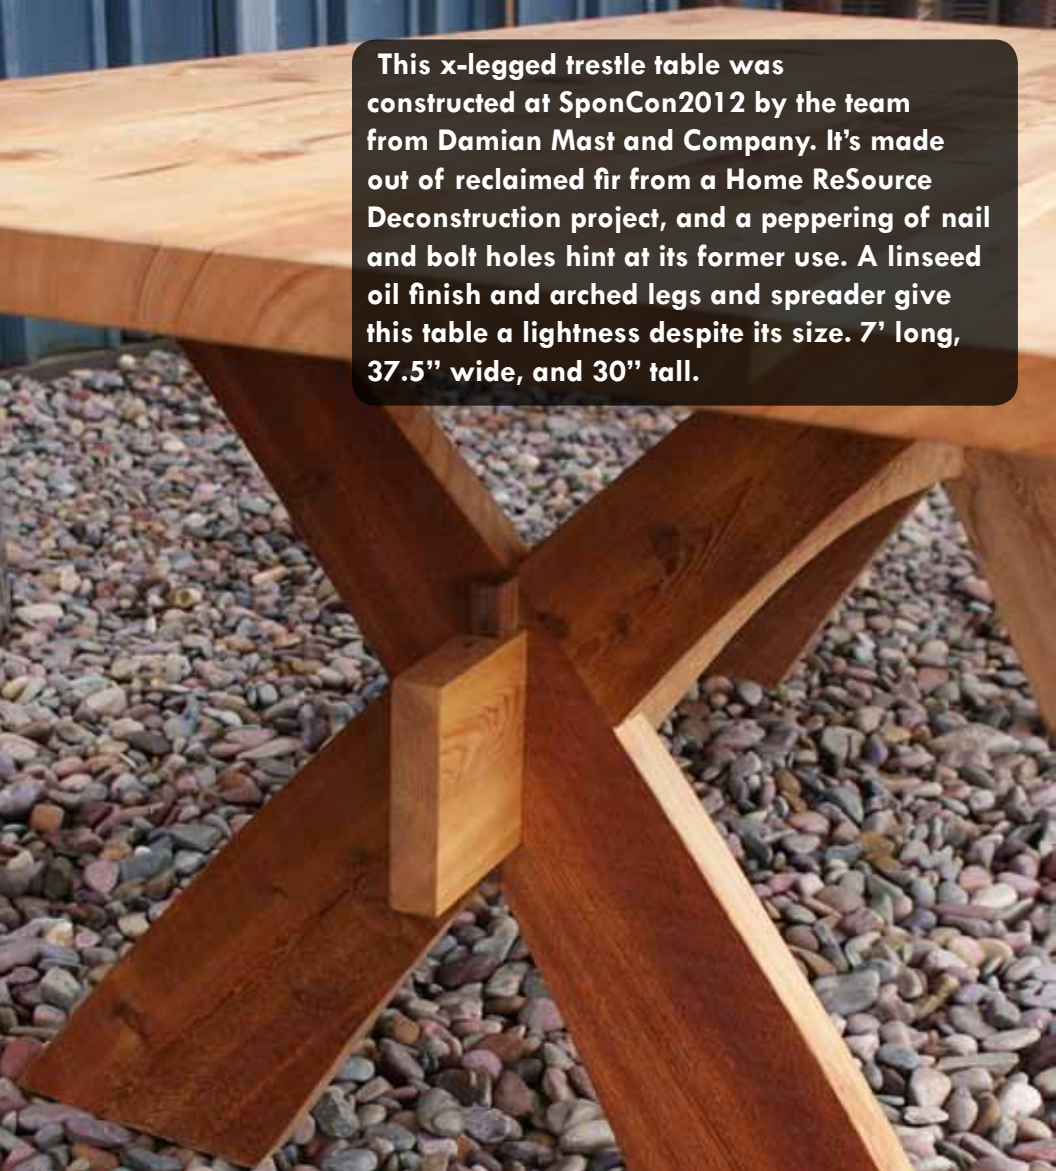 This x-legged trestle table was
constructed at SponCon2012 by the team
from Damian Mast and Company. It’s made
out of reclaimed fir from a Home ReSource
Deconstruction project, and a peppering of nail
and bolt holes hint at its former use. A linseed
oil finish and arched legs and spreader give
this table a lightness despite its size. 7’ long,
37.5” wide, and 30” tall.